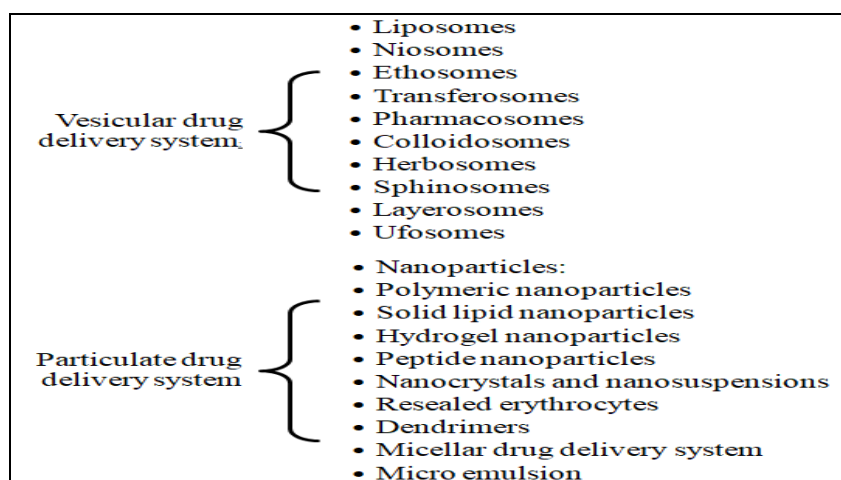 • Liposomes
• Niosomes
• Ethosomes
• Transferosomes
• Pharmacosomes
• Colloidosomes
• Herbosomes
• Sphinosomes
• Layerosomes
• Ufosomes
Vesicular drug
delivery system
• Nanoparticles:
• Polymeric nanoparticles
• Solid lipid nanoparticles
• Hydrogel nanoparticles
• Peptide nanoparticles
• Nanocrystals and nanosuspensions
• Resealed erythrocytes
• Dendrimers
• Micellar drug delivery system
• Micro emulsion
Particulate drug
delivery system